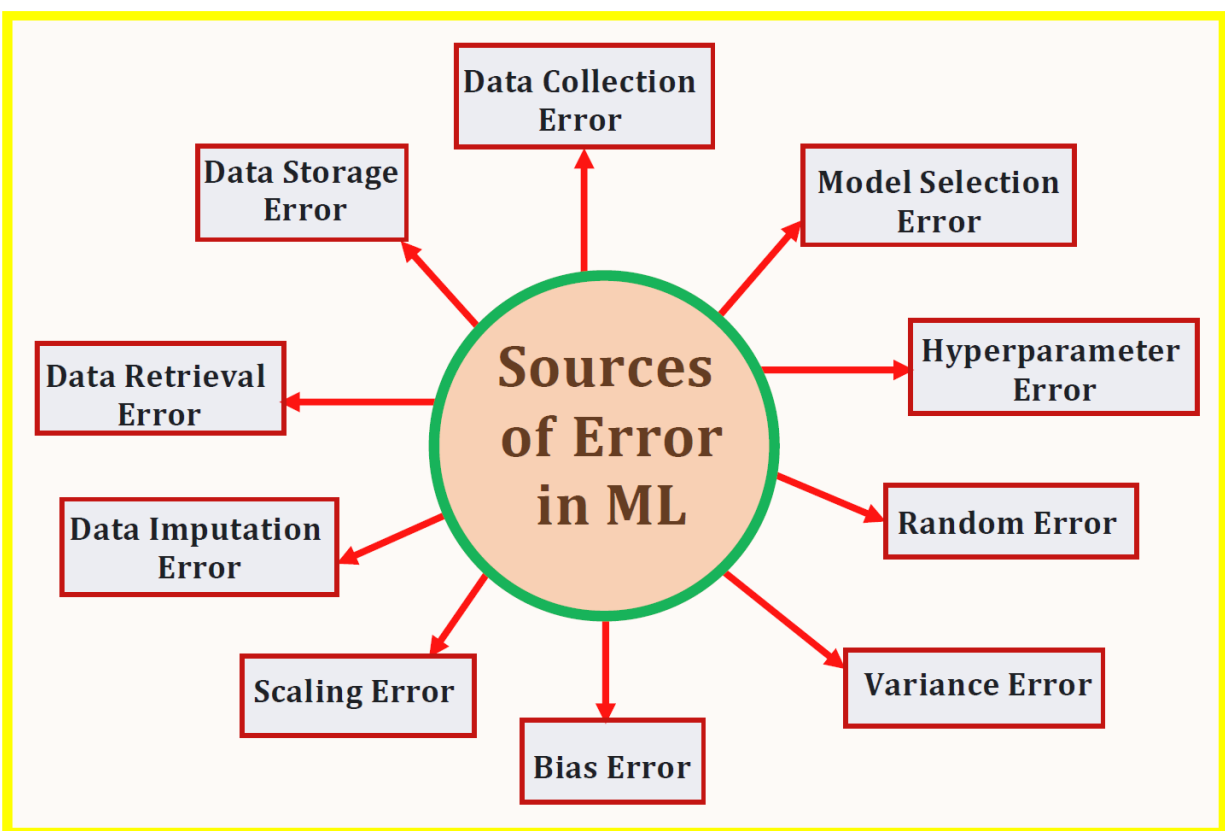 Data Collection
Error
Data Storage
Error
Model Selection
Error
Sources
of Error
in ML
Hyperparameter
Error
Data Retrieval
Error
Random Error
Data Imputation
Error
Scaling Error
Variance Error
Bias Error